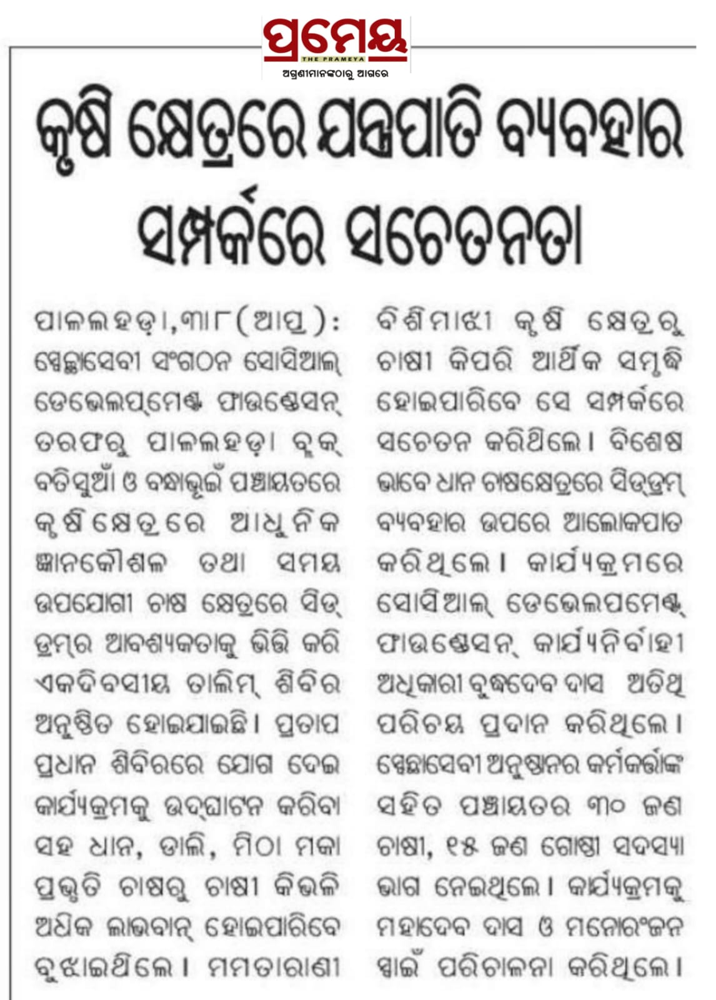 ପ୍ରମେୟ
THE PRAMEYA
ଅଗ୍ରଣୀମାନଙ୍କଠାରୁ ଆଗରେ
କୃଷି କ୍ଷେତ୍ରରେ ଯନ୍ତ୍ରପାତି ବ୍ୟବହାର
ସମ୍ପର୍କରେ ସଚେତନତା
ପାଳଲହଡ଼ା,୩ା୮(ଆପ୍ର):
ସ୍ୱେଚ୍ଛାସେବୀ ସଂଗଠନ ସୋସିଆଲ୍
ଡେଭେଲପ୍‌ମେଣ୍ଟ ଫାଉଣ୍ଡେସନ୍
ତରଫରୁ ପାଳଲହଡ଼ା ବ୍ଲକ୍
ବତିସୁଆଁ ଓ ବନ୍ଧାଭୂଇଁ ପଞ୍ଚାୟତରେ
କୃଷିକ୍ଷେତ୍ରରେ ଆଧୁନିକ
ଜ୍ଞାନକୌଶଳ ତଥା ସମୟ
ଉପଯୋଗୀ ଚାଷ କ୍ଷେତ୍ରରେ ସିଡ୍
ଡ୍ରମ୍‌ର ଆବଶ୍ୟକତାକୁ ଭିତ୍ତି କରି
ଏକଦିବସୀୟ ତାଲିମ୍ ଶିବିର
ଅନୁଷ୍ଠିତ ହୋଇଯାଇଛି। ପ୍ରତାପ
ପ୍ରଧାନ ଶିବିରରେ ଯୋଗ ଦେଇ
କାର୍ଯ୍ୟକ୍ରମକୁ ଉଦ୍‌ଘାଟନ କରିବା
ସହ ଧାନ, ଡାଲି, ମିଠା ମକା
ପ୍ରଭୃତି ଚାଷରୁ ଚାଷୀ କିଭଳି
ଅଧିକ ଲାଭବାନ୍ ହୋଇପାରିବେ
ବୁଝାଇଥିଲେ। ମମତାରାଣୀ
ବିଶିମାଝୀ କୃଷି କ୍ଷେତ୍ରରୁ
ଚାଷୀ କିପରି ଆର୍ଥିକ ସମୃଦ୍ଧି
ହୋଇପାରିବେ ସେ ସମ୍ପର୍କରେ
ସଚେତନ କରିଥିଲେ। ବିଶେଷ
ଭାବେ ଧାନ ଚାଷକ୍ଷେତ୍ରରେ ସିଡ୍‌ଡ୍ରମ୍
ବ୍ୟବହାର ଉପରେ ଆଲୋକପାତ
କରିଥିଲେ। କାର୍ଯ୍ୟକ୍ରମରେ
ସୋସିଆଲ୍ ଡେଭେଲପମେଣ୍ଟ୍
ଫାଉଣ୍ଡେସନ୍ କାର୍ଯ୍ୟନିର୍ବାହୀ
ଅଧିକାରୀ ବୁଦ୍ଧଦେବ ଦାସ ଅତିଥି
ପରିଚୟ ପ୍ରଦାନ କରିଥିଲେ।
ସ୍ୱେଚ୍ଛାସେବୀ ଅନୁଷ୍ଠାନର କର୍ମକର୍ତ୍ତାଙ୍କ
ସହିତ ପଞ୍ଚାୟତର ୩୦ ଜଣ
ଚାଷୀ, ୧୫ ଜଣ ଗୋଷ୍ଠୀ ସଦସ୍ୟା
ଭାଗ ନେଇଥିଲେ। କାର୍ଯ୍ୟକ୍ରମକୁ
ମହାଦେବ ଦାସ ଓ ମନୋରଂଜନ
ସ୍ୱାଇଁ ପରିଚାଳନା କରିଥିଲେ।